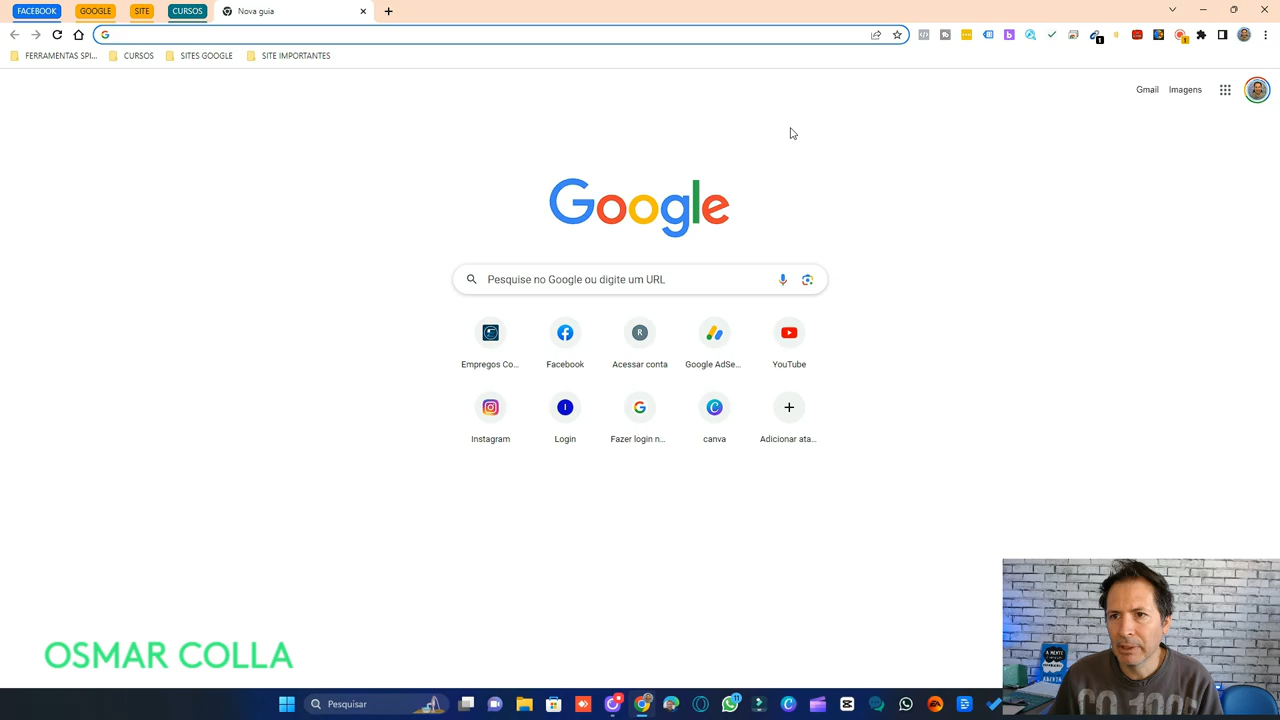 FACEBOOK GOOGLE SITE CURSOS Nova guia
FERRAMENTAS SPI... CURSOS SITES GOOGLE SITE IMPORTANTES
Gmail Imagens
Google
Pesquise no Google ou digite um URL
R
Empregos Co... Facebook Acessar conta Google AdSe... YouTube
I
Instagram Login Fazer login n... canva Adicionar ata...
OSMAR COLLA
A MENTE
Pesquisar